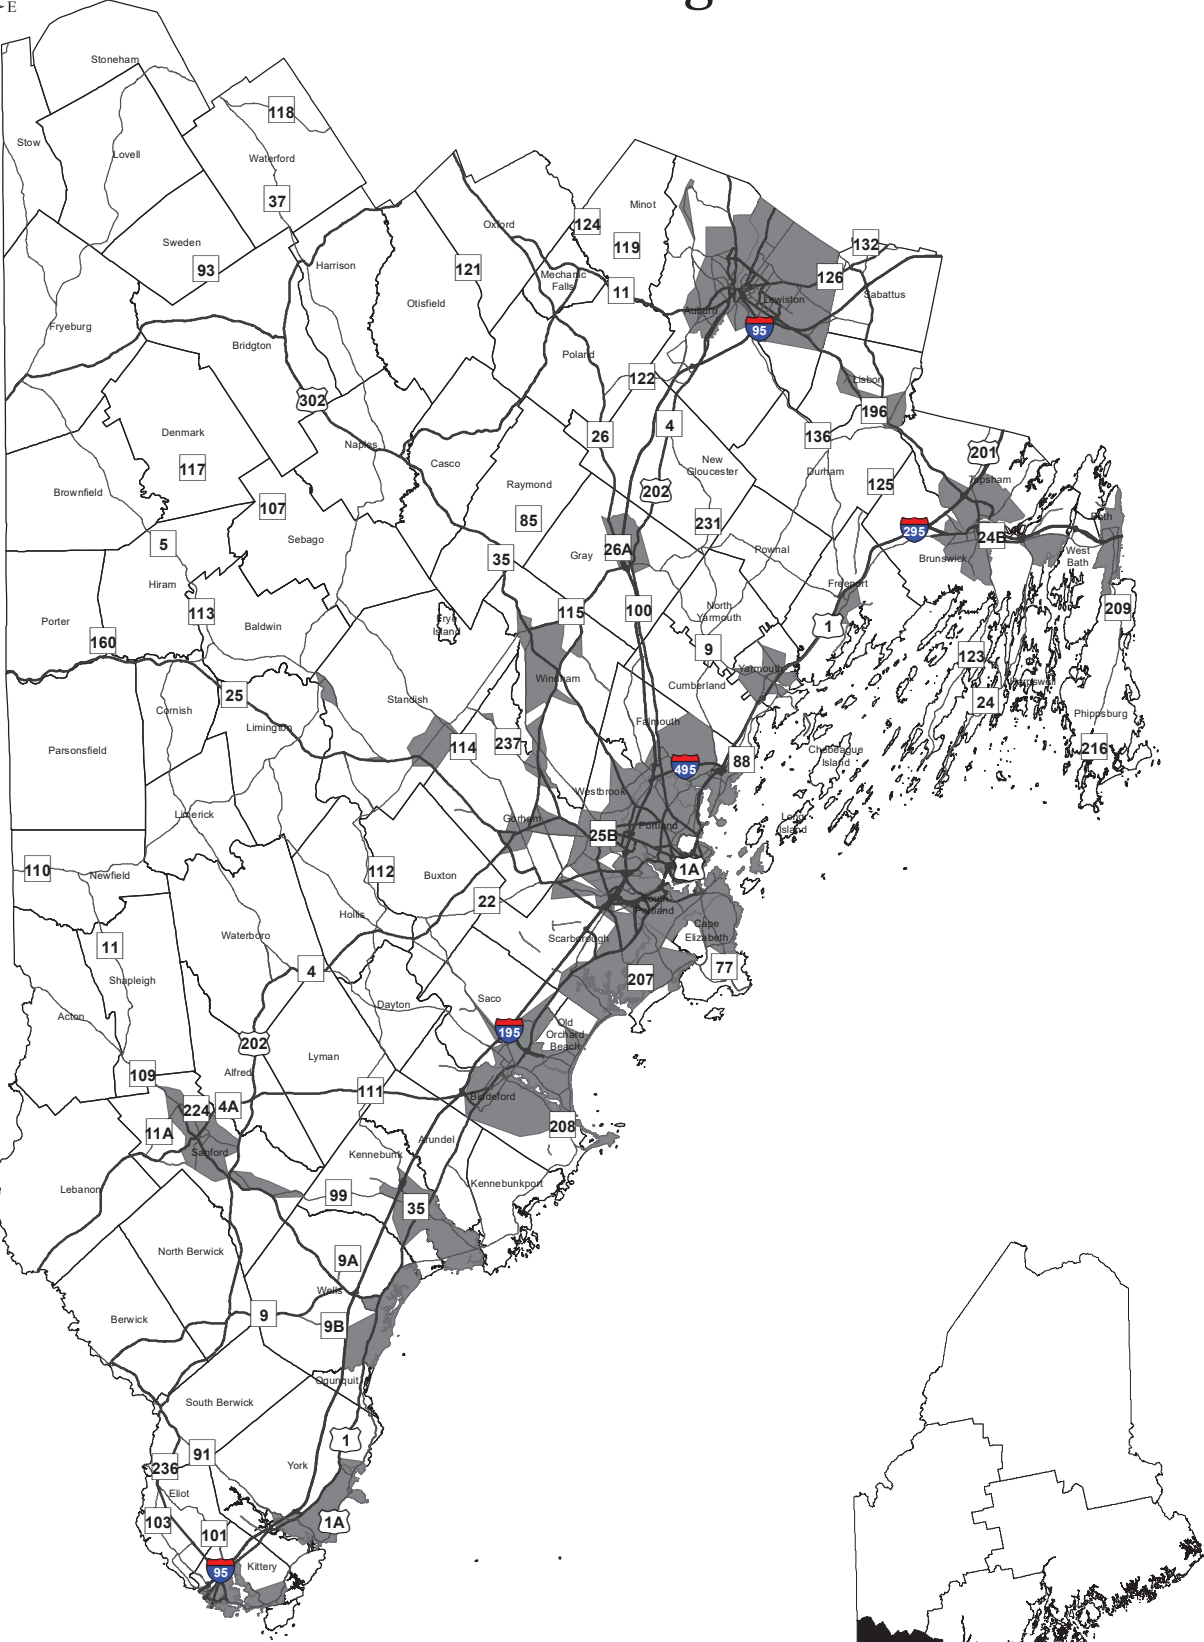 E
g
Stoneham
118
Stow
Lovell
Waterford
37
Minot
124
Oxford
119
132
Sweden
93
Harrison
121
Mechanic
Falls
11
126
Sabattus
Otisfield
Lewiston
Auburn
Fryeburg
95
Bridgton
Poland
122
Lisbon
302
196
4
26
136
Denmark
Naples
201
117
Casco
New
Gloucester
Durham
Raymond
125
Topsham
Brownfield
202
107
85
231
Bath
295
24B
Sebago
5
26A
35
Gray
Pownal
Brunswick
West
Bath
Hiram
Freeport
113
115
100
209
Porter
Baldwin
Frye
Island
North
Yarmouth
1
160
9
123
Yarmouth
Windham
Cumberland
Harpswell
25
Standish
24
Cornish
Limington
Falmouth
Phippsburg
Parsonsfield
114
237
216
88
Chebeague
Island
495
Westbrook
Limerick
Gorham
25B
Portland
Long
Island
110
Newfield
112
Buxton
1A
22
South
Portland
Hollis
Cape
Elizabeth
Waterboro
Scarborough
11
4
77
Shapleigh
207
Saco
Dayton
Acton
195
Old
Orchard
Beach
202
Lyman
109
Alfred
111
224
4A
Biddeford
11A
208
Arundel
Sanford
Kennebunk
Lebanon
Kennebunkport
99
35
North Berwick
9A
Wells
9
Berwick
9B
Ogunquit
South Berwick
1
91
236
York
Eliot
103
1A
101
95
Kittery